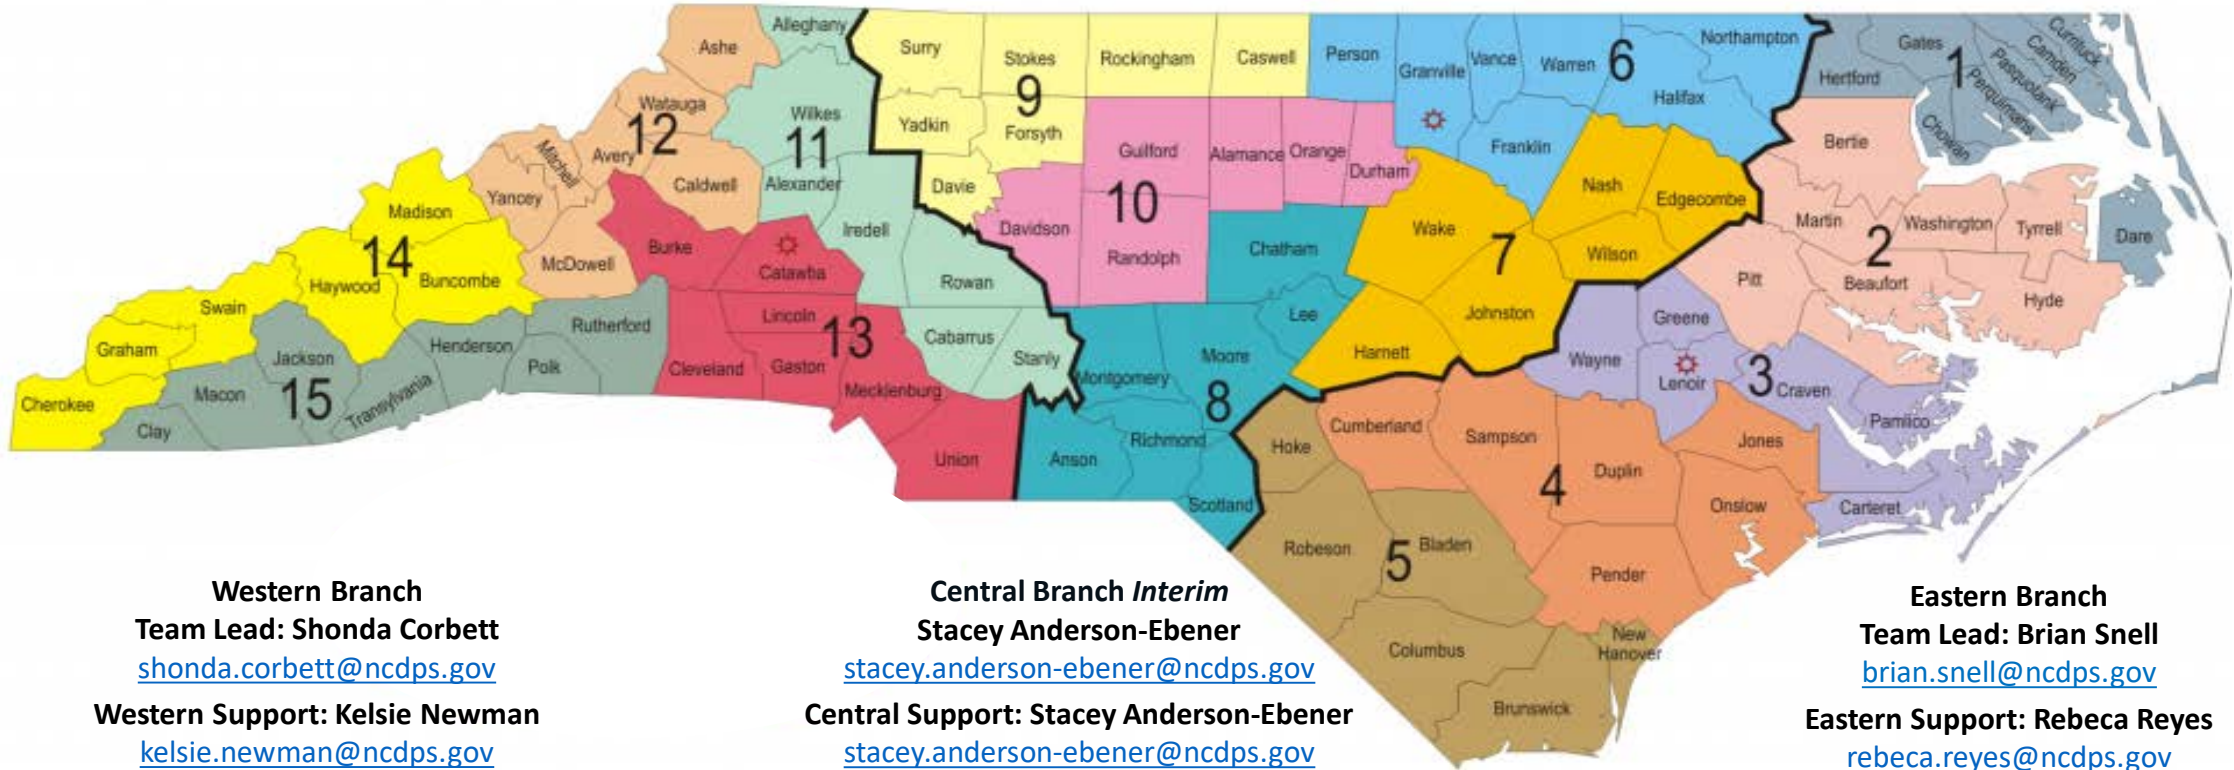 Alleghany
Ashe
Surry
Stokes
Rockingham
Caswell
Person
Granville
Vance
Warren
6
Northampton
Gates
1
Currituck
Camden
Pasquotank
Perquimans
Chowan
Hertford
Halifax
9
Watauga
12
Wilkes
11
Yadkin
Forsyth
Franklin
Bertie
Mitchell
Avery
Caldwell
Alexander
Davie
Guilford
Alamance
Orange
Durham
Nash
Edgecombe
Yancey
Madison
Davidson
10
Wake
7
Wilson
Martin
2
Washington
Tyrrell
Dare
Iredell
Burke
Catawba
McDowell
14
Haywood
Buncombe
Randolph
Chatham
Rowan
Pitt
Beaufort
Hyde
Swain
Lincoln
13
Rutherford
Lee
Johnston
Greene
Graham
Jackson
Henderson
Polk
Cabarrus
Stanly
Moore
Harnett
Wayne
Lenoir
3
Craven
Cleveland
Gaston
Mecklenburg
Montgomery
8
Cherokee
Macon
15
Transylvania
Clay
Pamlico
Richmond
Hoke
Cumberland
Sampson
Jones
Union
Anson
Duplin
4
Scotland
Onslow
Carteret
Robeson
5
Bladen
Pender
Columbus
New
Hanover
Brunswick
Western Branch
Team Lead: Shonda Corbett
shonda.corbett@ncdps.gov
Western Support: Kelsie Newman
kelsie.newman@ncdps.gov
Central Branch Interim
Stacey Anderson-Ebener
stacey.anderson-ebener@ncdps.gov
Central Support: Stacey Anderson-Ebener
stacey.anderson-ebener@ncdps.gov
Eastern Branch
Team Lead: Brian Snell
brian.snell@ncdps.gov
Eastern Support: Rebeca Reyes
rebeca.reyes@ncdps.gov